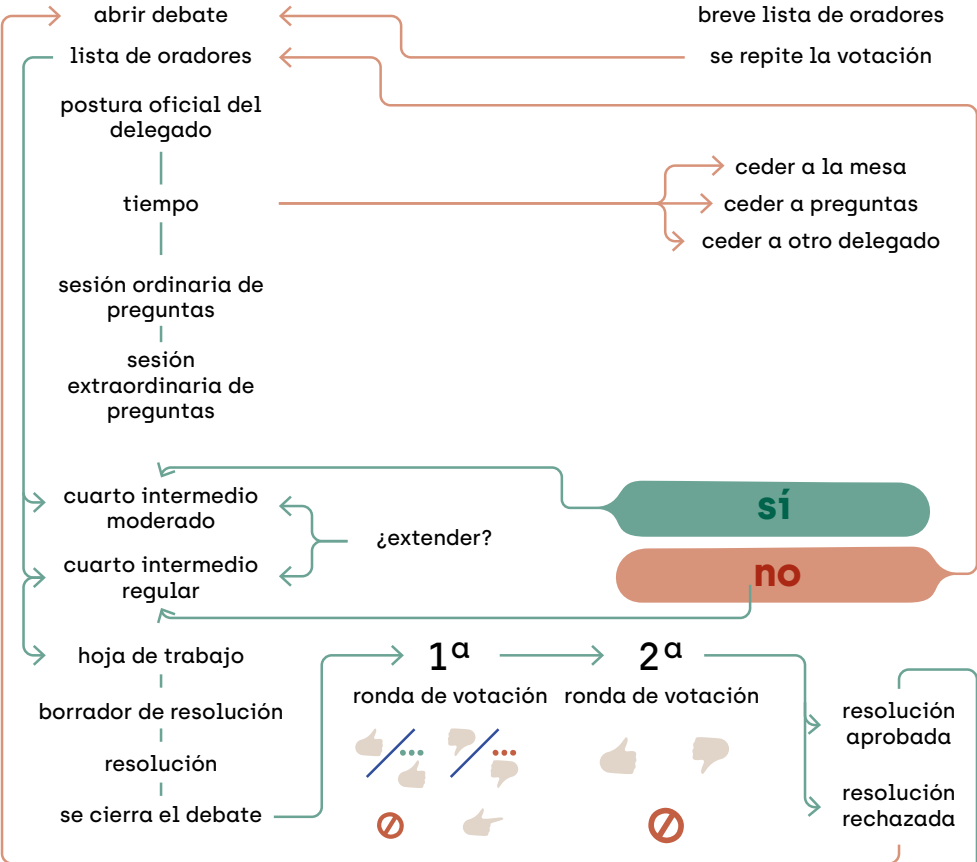 abrir debate
breve lista de oradores
lista de oradores
se repite la votación
postura oficial del
delegado
tiempo
ceder a la mesa
ceder a preguntas
ceder a otro delegado
sesión ordinaria de
preguntas
sesión
extraordinaria de
preguntas
cuarto intermedio
moderado
¿extender?
sí
no
cuarto intermedio
regular
hoja de trabajo
borrador de resolución
resolución
se cierra el debate
1ª
ronda de votación
2ª
ronda de votación
resolución
aprobada
resolución
rechazada